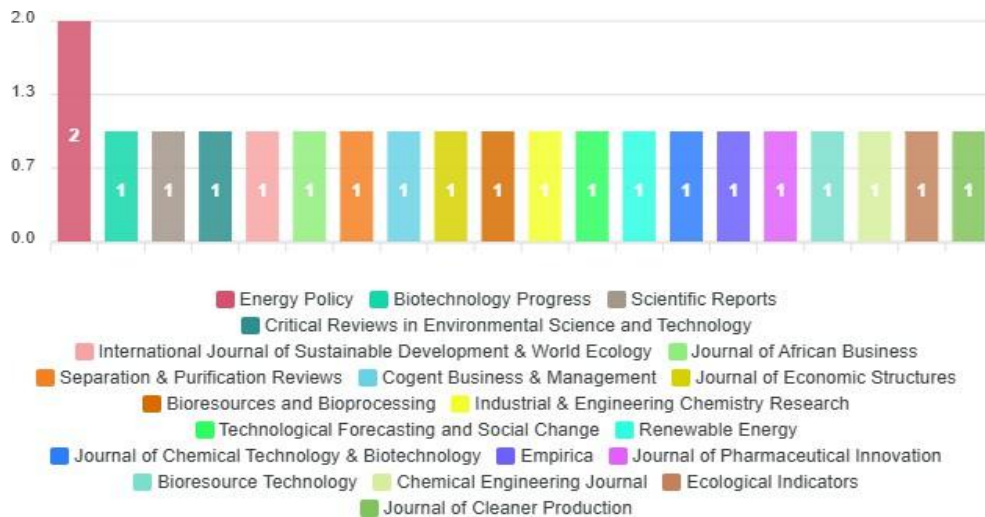 2.0
1.3
0.7
0.0
2 1 1 1 1 1 1 1 1 1 1 1 1 1 1 1 1 1 1 1
Energy Policy Biotechnology Progress Scientific Reports
Critical Reviews in Environmental Science and Technology
International Journal of Sustainable Development & World Ecology Journal of African Business
Separation & Purification Reviews Cogent Business & Management Journal of Economic Structures
Bioresources and Bioprocessing Industrial & Engineering Chemistry Research
Technological Forecasting and Social Change Renewable Energy
Journal of Chemical Technology & Biotechnology Empirica Journal of Pharmaceutical Innovation
Bioresource Technology Chemical Engineering Journal Ecological Indicators
Journal of Cleaner Production